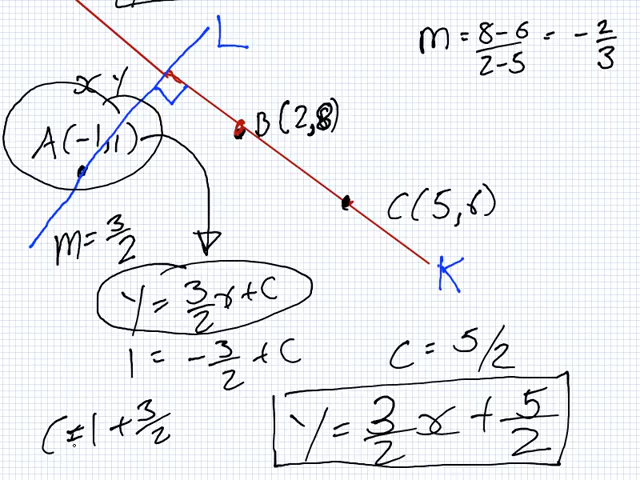 L
m = 8-6/2-5 = -2/3
x y
A(-1,1)
B(2,8)
C(5,6)
m = 3/2
K
y = 3/2 x + C
1 = -3/2 + C
C = 5/2
C = 1 + 3/2
y = 3/2 x + 5/2